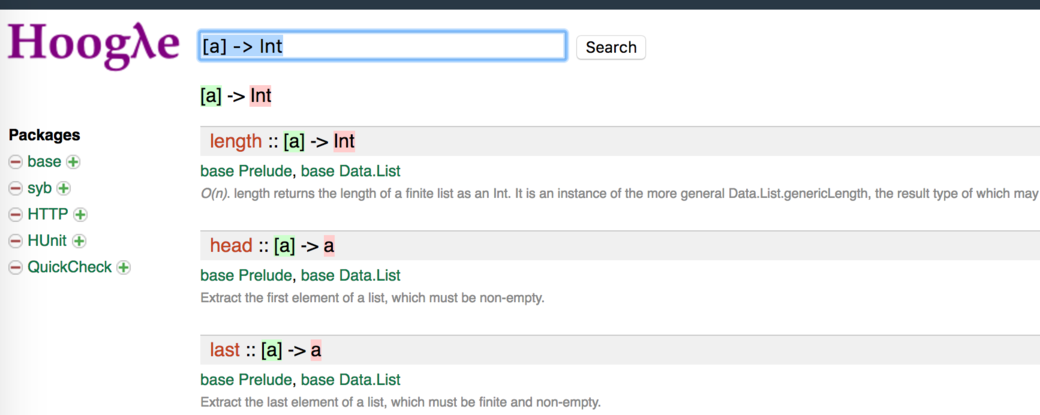 Hoogλe
[a] -> Int
Search
[a] -> Int
Packages
base
syb
HTTP
HUnit
QuickCheck
length :: [a] -> Int
base Prelude, base Data.List
O(n). length returns the length of a finite list as an Int. It is an instance of the more general Data.List.genericLength, the result type of which may
head :: [a] -> a
base Prelude, base Data.List
Extract the first element of a list, which must be non-empty.
last :: [a] -> a
base Prelude, base Data.List
Extract the last element of a list, which must be finite and non-empty.